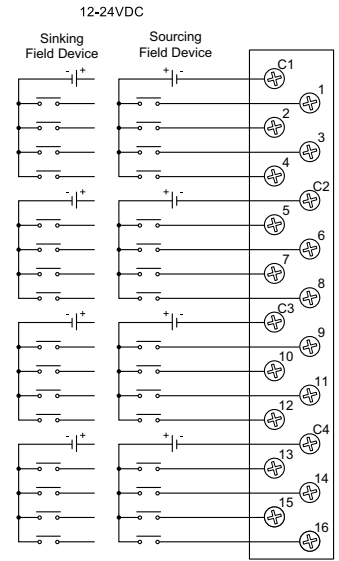 12-24VDC
Sinking
Field Device
Sourcing
Field Device
- +
+ -
C1
1
2
3
4
- +
+ -
C2
5
6
7
8
- +
+ -
C3
9
10
11
12
- +
+ -
C4
13
14
15
16